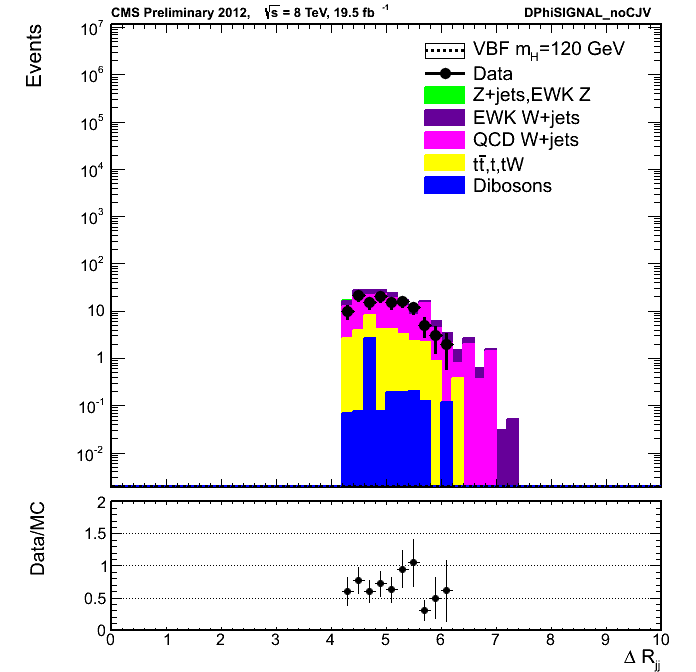 CMS Preliminary 2012, √s = 8 TeV, 19.5 fb⁻¹ DPhiSIGNAL_noCJV
Events
10⁷
10⁶
10⁵
10⁴
10³
10²
10
1
10⁻¹
10⁻²
VBF m_H=120 GeV
Data
Z+jets,EWK Z
EWK W+jets
QCD W+jets
tt̄,t,tW
Dibosons
Data/MC
2
1.5
1
0.5
0
0 1 2 3 4 5 6 7 8 9 10
Δ R_jj